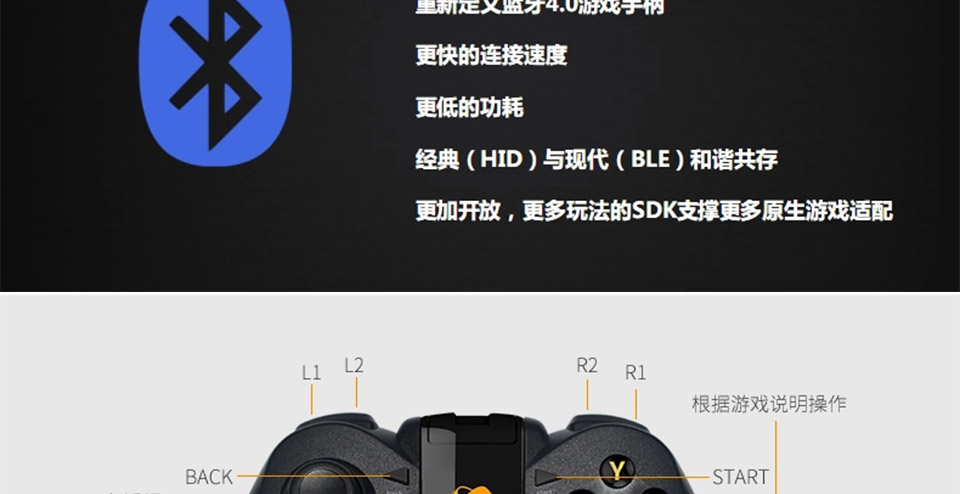 重新定义蓝牙4.0游戏手柄
更快的连接速度
更低的功耗
经典（HID）与现代（BLE）和谐共存
更加开放，更多玩法的SDK支撑更多原生游戏适配
L1
L2
R2
R1
根据游戏说明操作
BACK
Y
START